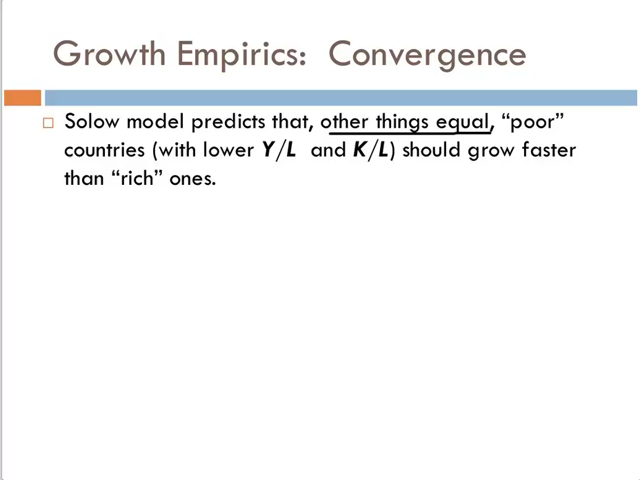 Growth Empirics: Convergence
Solow model predicts that, other things equal, “poor”
countries (with lower Y/L and K/L) should grow faster
than “rich” ones.